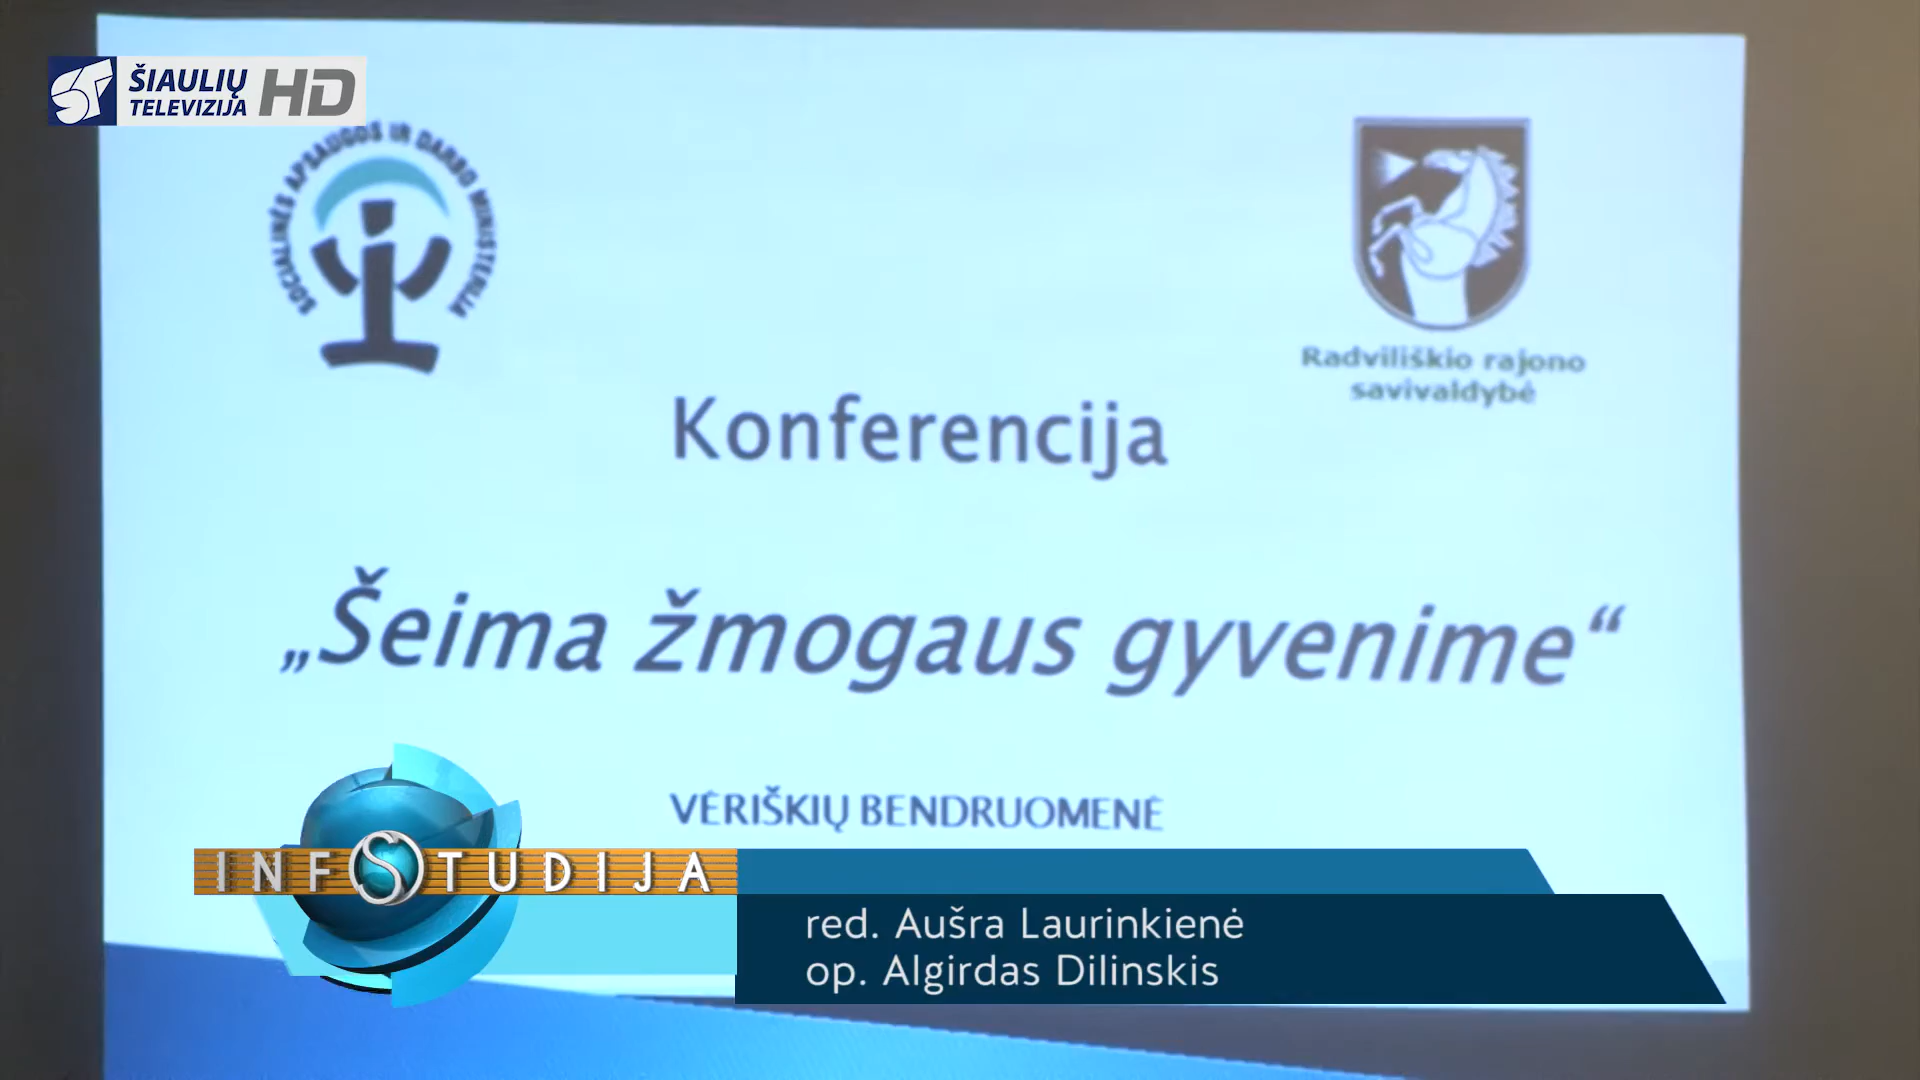 ŠIAULIŲ
TELEVIZIJA HD
SOCIALINĖS APSAUGOS IR DARBO MINISTERIJA
Radviliškio rajono
savivaldybė
Konferencija
„Šeima žmogaus gyvenime“
VĖRIŠKIŲ BENDRUOMENĖ
INFOSTUDIJA
red. Aušra Laurinkienė
op. Algirdas Dilinskis